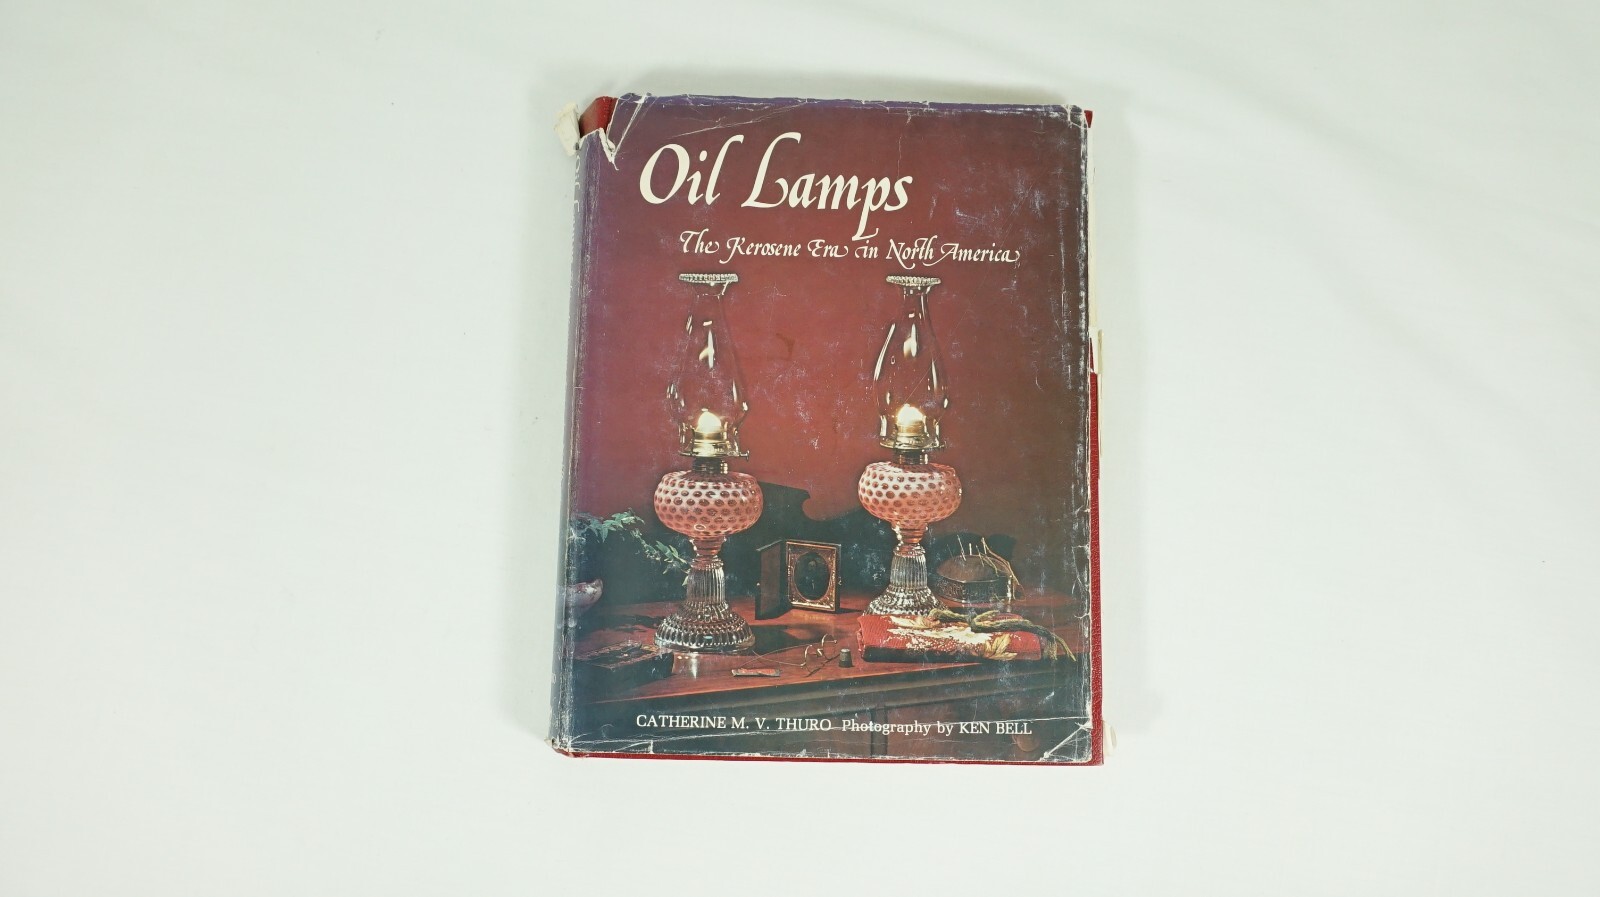 Oil Lamps
The Kerosene Era in North America
CATHERINE M. V. THURO Photography by KEN BELL